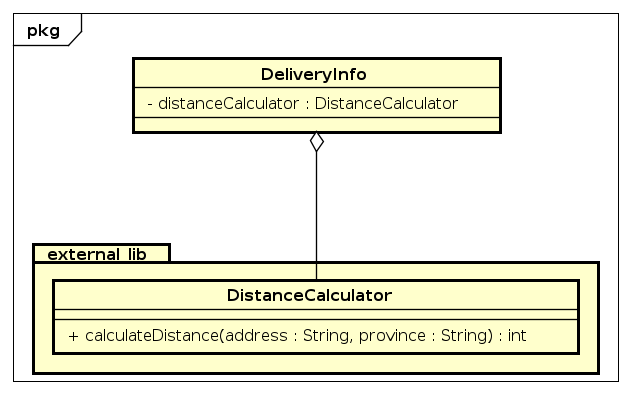 pkg
DeliveryInfo
- distanceCalculator : DistanceCalculator
external_lib
DistanceCalculator
+ calculateDistance(address : String, province : String) : int